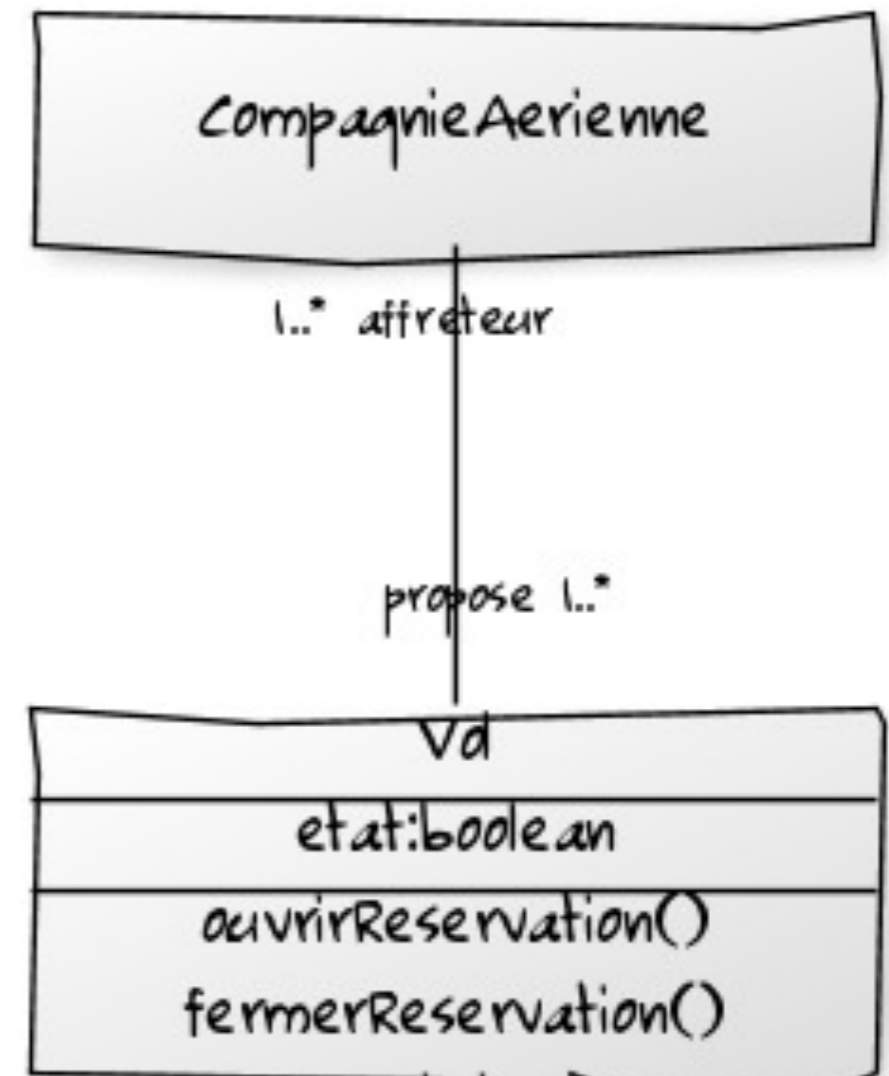 CompagnieAerienne
1..* affreteur
propose 1..*
Vol
etat:boolean
ouvrirReservation()
fermerReservation()